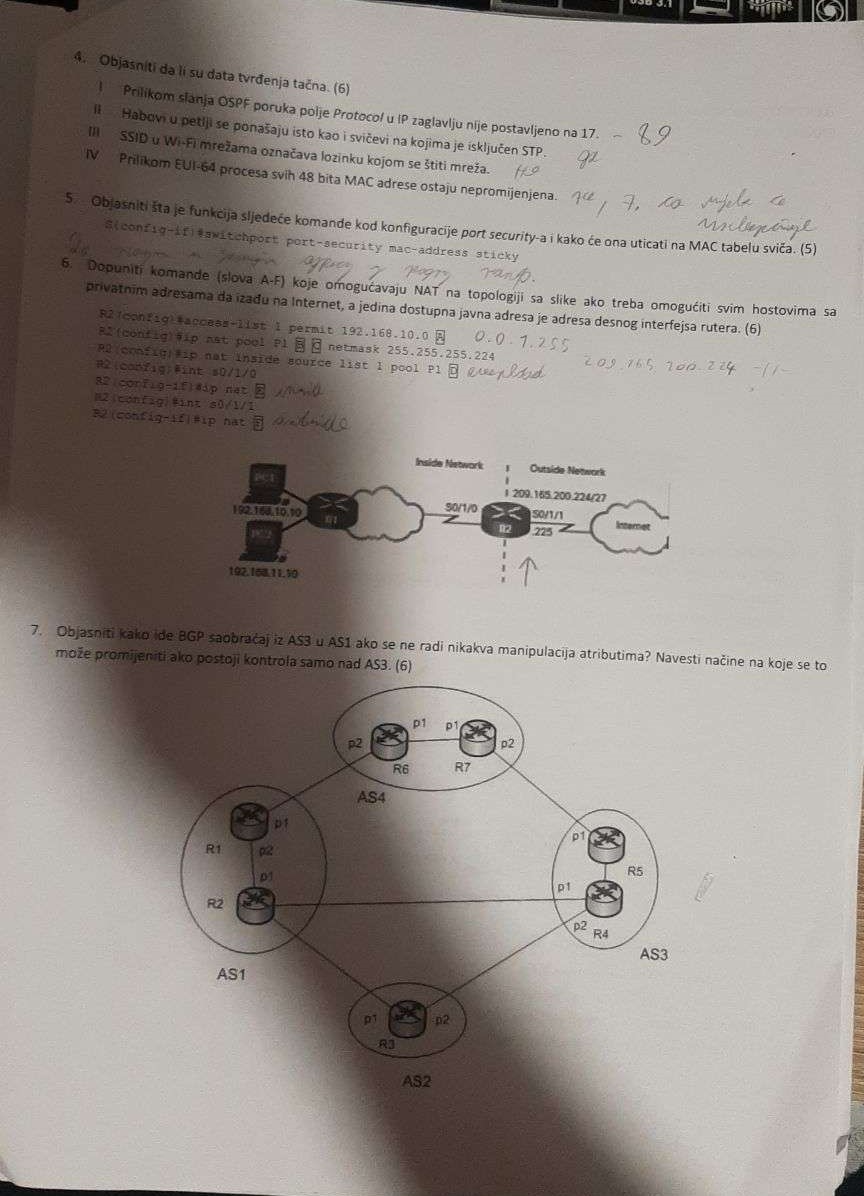 USB 3.1
4. Objasniti da li su data tvrđenja tačna. (6)
I Prilikom slanja OSPF poruka polje Protocol u IP zaglavlju nije postavljeno na 17. - 89
II Habovi u petlji se ponašaju isto kao i svičevi na kojima je isključen STP. da
III SSID u Wi-Fi mrežama označava lozinku kojom se štiti mreža. ne
IV Prilikom EUI-64 procesa svih 48 bita MAC adrese ostaju nepromijenjena. ne, 7.
5. Objasniti šta je funkcija sljedeće komande kod konfiguracije port security-a i kako će ona uticati na MAC tabelu sviča. (5)
S(config-if)#switchport port-security mac-address sticky
6. Dopuniti komande (slova A-F) koje omogućavaju NAT na topologiji sa slike ako treba omogućiti svim hostovima sa
privatnim adresama da izađu na Internet, a jedina dostupna javna adresa je adresa desnog interfejsa rutera. (6)
R2(config)#access-list 1 permit 192.168.10.0 A 0.0.1.255
R2(config)#ip nat pool P1 B C netmask 255.255.255.224 209.165.200.224 -||-
R2(config)#ip nat inside source list 1 pool P1 D overload
R2(config)#int s0/1/0
R2(config-if)#ip nat E inside
R2(config)#int s0/1/1
R2(config-if)#ip nat F outside
Inside Network Outside Network
209.165.200.224/27
PC1
192.168.10.10
R1
S0/1/0
R2
S0/1/1
.225
Internet
PC2
192.168.11.10
7. Objasniti kako ide BGP saobraćaj iz AS3 u AS1 ako se ne radi nikakva manipulacija atributima? Navesti načine na koje se to
može promijeniti ako postoji kontrola samo nad AS3. (6)
p1 p1
p2 p2
R6 R7
AS4
p1
R1 p2
p1
R2
AS1
p1
R5
p1
p2
R4
AS3
p1 p2
R3
AS2